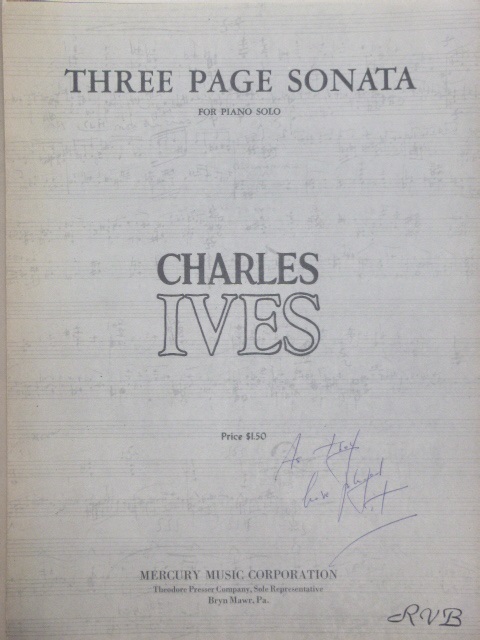 THREE PAGE SONATA
FOR PIANO SOLO
CHARLES
IVES
Price $1.50
MERCURY MUSIC CORPORATION
Theodore Presser Company, Sole Representative
Bryn Mawr, Pa.
RVB